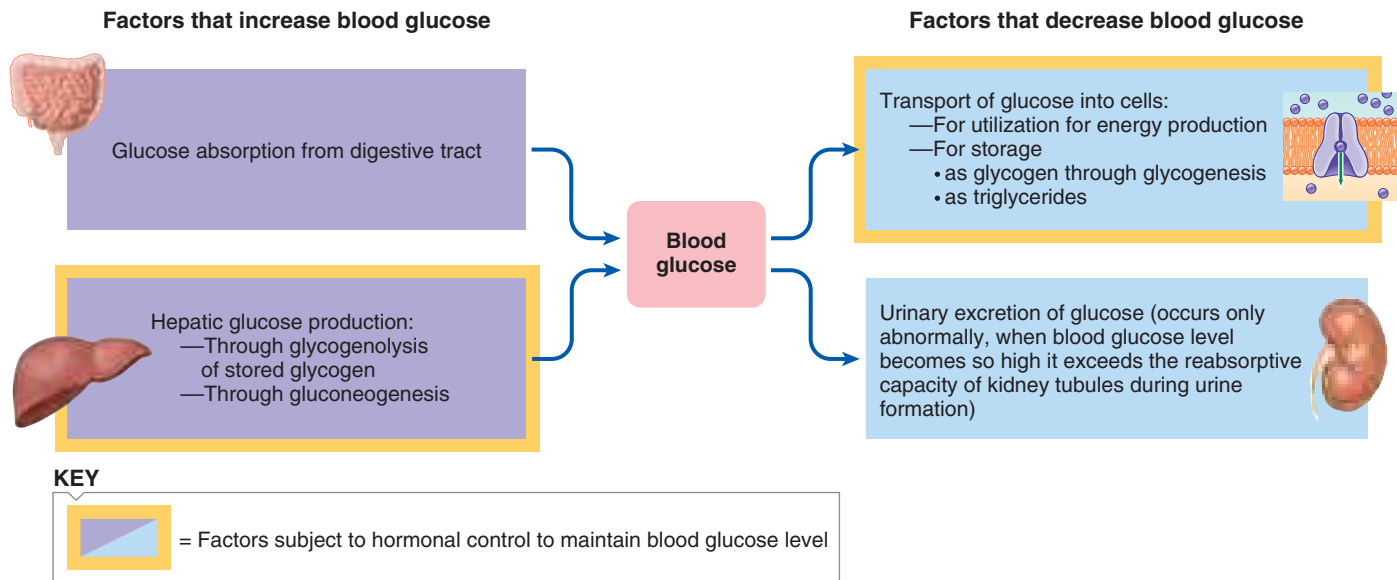 Factors that increase blood glucose
Glucose absorption from digestive tract
Hepatic glucose production:
—Through glycogenolysis
of stored glycogen
—Through gluconeogenesis
Blood
glucose
Factors that decrease blood glucose
Transport of glucose into cells:
—For utilization for energy production
—For storage
• as glycogen through glycogenesis
• as triglycerides
Urinary excretion of glucose (occurs only
abnormally, when blood glucose level
becomes so high it exceeds the reabsorptive
capacity of kidney tubules during urine
formation)
KEY
= Factors subject to hormonal control to maintain blood glucose level